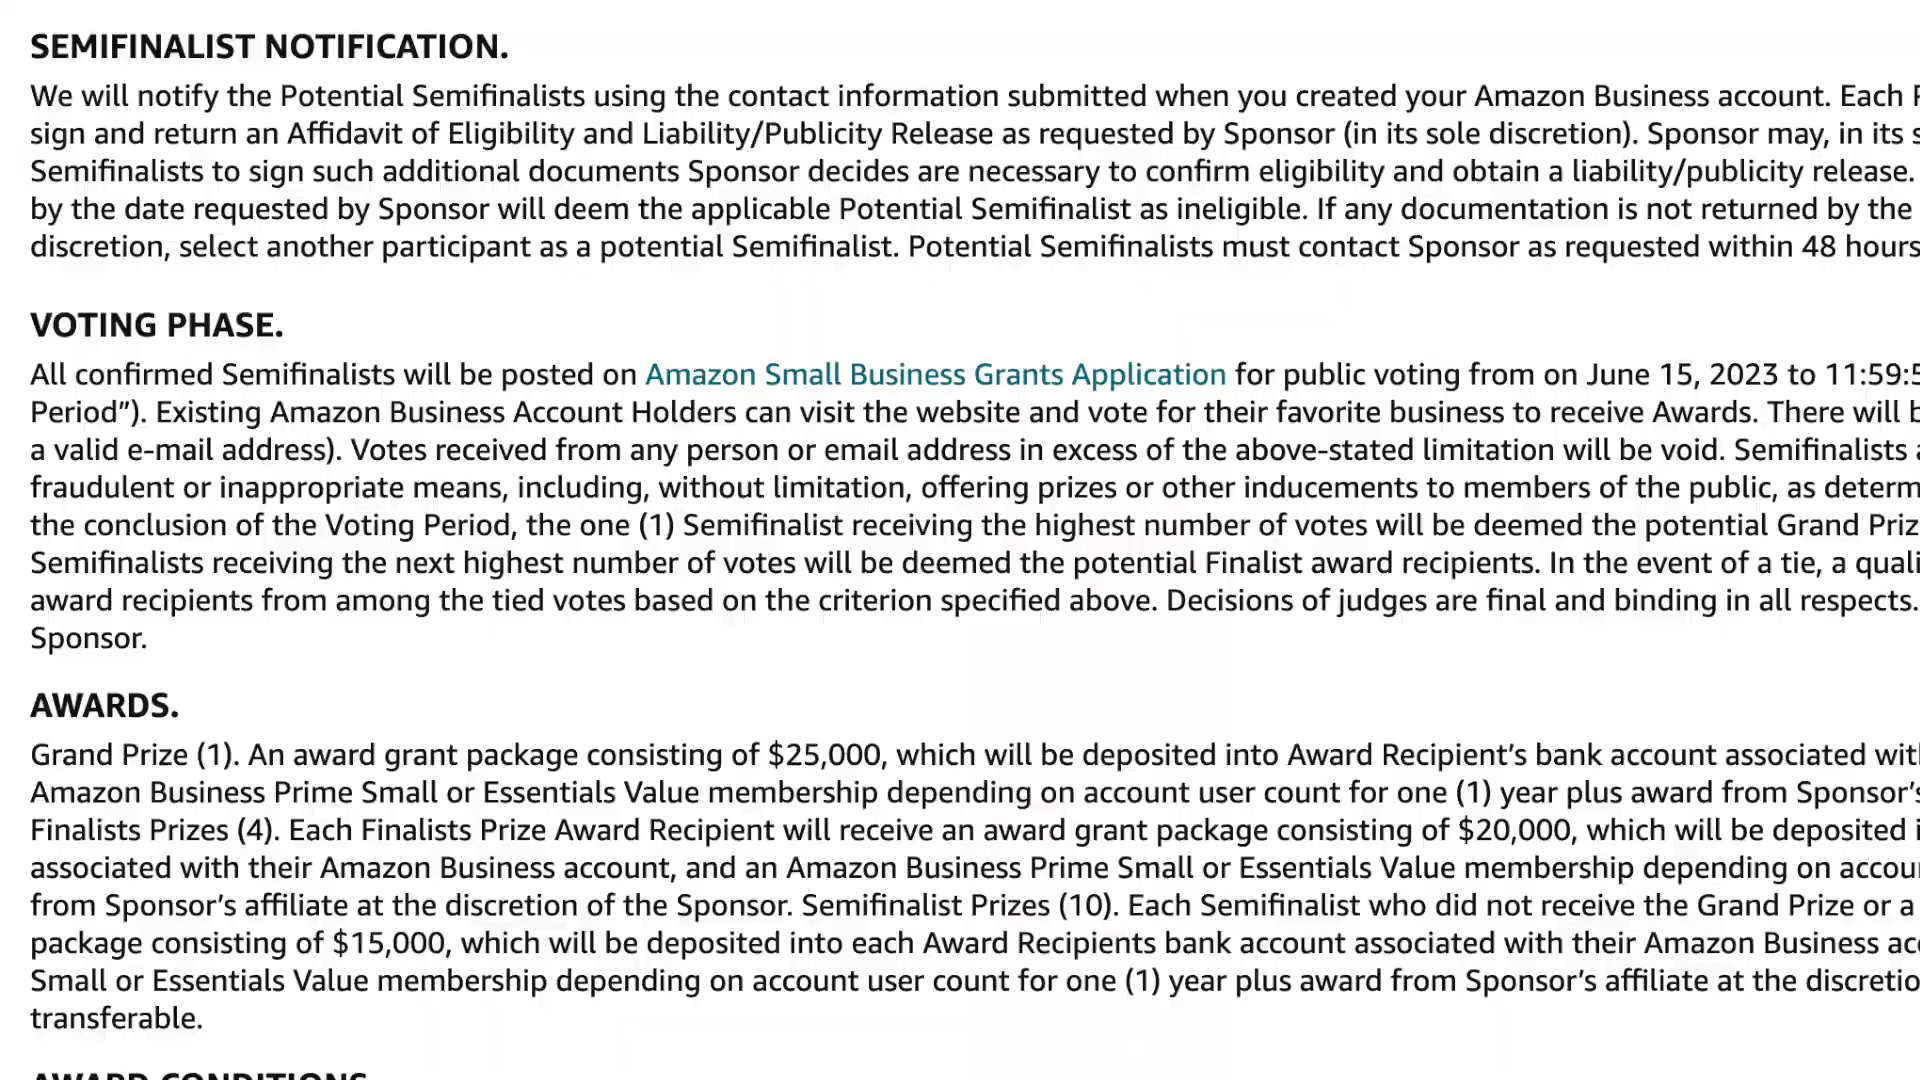 SEMIFINALIST NOTIFICATION.
We will notify the Potential Semifinalists using the contact information submitted when you created your Amazon Business account. Each
sign and return an Affidavit of Eligibility and Liability/Publicity Release as requested by Sponsor (in its sole discretion). Sponsor may, in its
Semifinalists to sign such additional documents Sponsor decides are necessary to confirm eligibility and obtain a liability/publicity release.
by the date requested by Sponsor will deem the applicable Potential Semifinalist as ineligible. If any documentation is not returned by the
discretion, select another participant as a potential Semifinalist. Potential Semifinalists must contact Sponsor as requested within 48 hours
VOTING PHASE.
All confirmed Semifinalists will be posted on Amazon Small Business Grants Application for public voting from on June 15, 2023 to 11:59:5
Period”). Existing Amazon Business Account Holders can visit the website and vote for their favorite business to receive Awards. There will
a valid e-mail address). Votes received from any person or email address in excess of the above-stated limitation will be void. Semifinalists
fraudulent or inappropriate means, including, without limitation, offering prizes or other inducements to members of the public, as determ
the conclusion of the Voting Period, the one (1) Semifinalist receiving the highest number of votes will be deemed the potential Grand Priz
Semifinalists receiving the next highest number of votes will be deemed the potential Finalist award recipients. In the event of a tie, a quali
award recipients from among the tied votes based on the criterion specified above. Decisions of judges are final and binding in all respects.
Sponsor.
AWARDS.
Grand Prize (1). An award grant package consisting of $25,000, which will be deposited into Award Recipient’s bank account associated wit
Amazon Business Prime Small or Essentials Value membership depending on account user count for one (1) year plus award from Sponsor’s
Finalists Prizes (4). Each Finalists Prize Award Recipient will receive an award grant package consisting of $20,000, which will be deposited
associated with their Amazon Business account, and an Amazon Business Prime Small or Essentials Value membership depending on accou
from Sponsor’s affiliate at the discretion of the Sponsor. Semifinalist Prizes (10). Each Semifinalist who did not receive the Grand Prize or a
package consisting of $15,000, which will be deposited into each Award Recipients bank account associated with their Amazon Business acc
Small or Essentials Value membership depending on account user count for one (1) year plus award from Sponsor’s affiliate at the discretio
transferable.
AWARD CONDITIONS